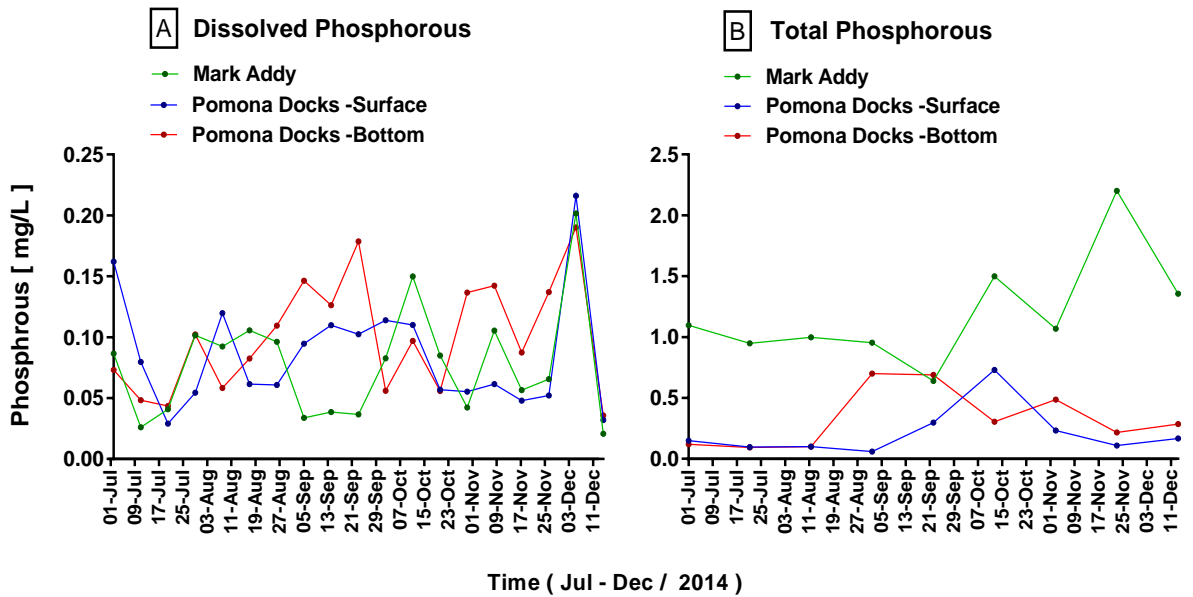 A Dissolved Phosphorous
Mark Addy
Pomona Docks -Surface
Pomona Docks -Bottom
B Total Phosphorous
Mark Addy
Pomona Docks -Surface
Pomona Docks -Bottom
Phosphrous [ mg/L ]
0.25
0.20
0.15
0.10
0.05
0.00
01-Jul
09-Jul
17-Jul
25-Jul
03-Aug
11-Aug
19-Aug
27-Aug
05-Sep
13-Sep
21-Sep
29-Sep
07-Oct
15-Oct
23-Oct
01-Nov
09-Nov
17-Nov
25-Nov
03-Dec
11-Dec
2.5
2.0
1.5
1.0
0.5
0.0
01-Jul
09-Jul
17-Jul
25-Jul
03-Aug
11-Aug
19-Aug
27-Aug
05-Sep
13-Sep
21-Sep
29-Sep
07-Oct
15-Oct
23-Oct
01-Nov
09-Nov
17-Nov
25-Nov
03-Dec
11-Dec
Time ( Jul - Dec / 2014 )